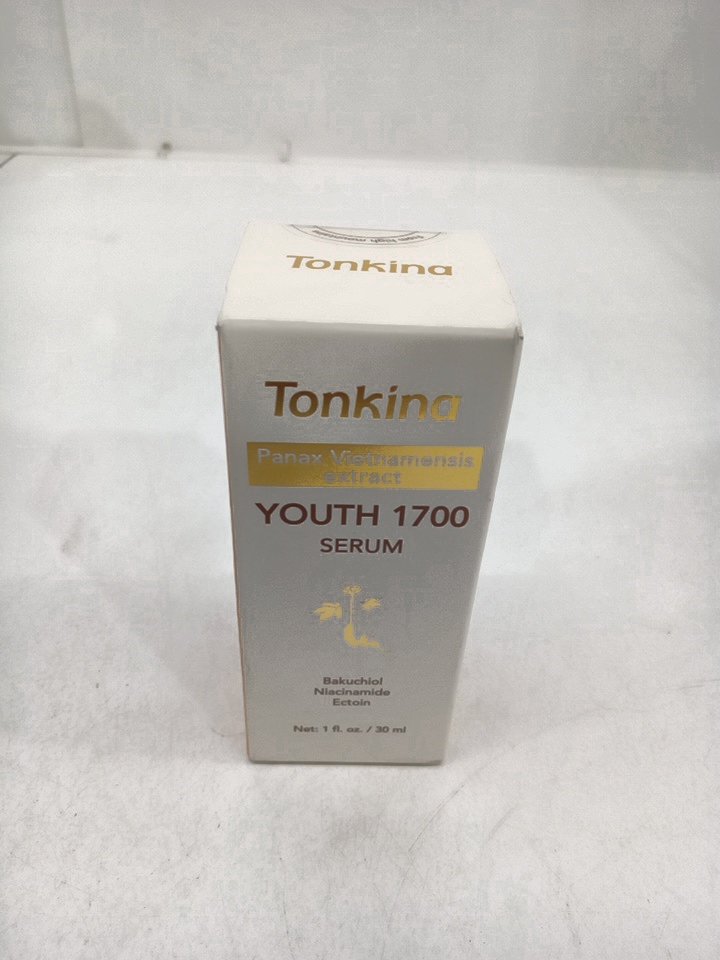 Tonkina
Tonkina
Panax Vietnamensis
extract
YOUTH 1700
SERUM
Bakuchiol
Niacinamide
Ectoin
Net: 1 fl. oz. / 30 ml